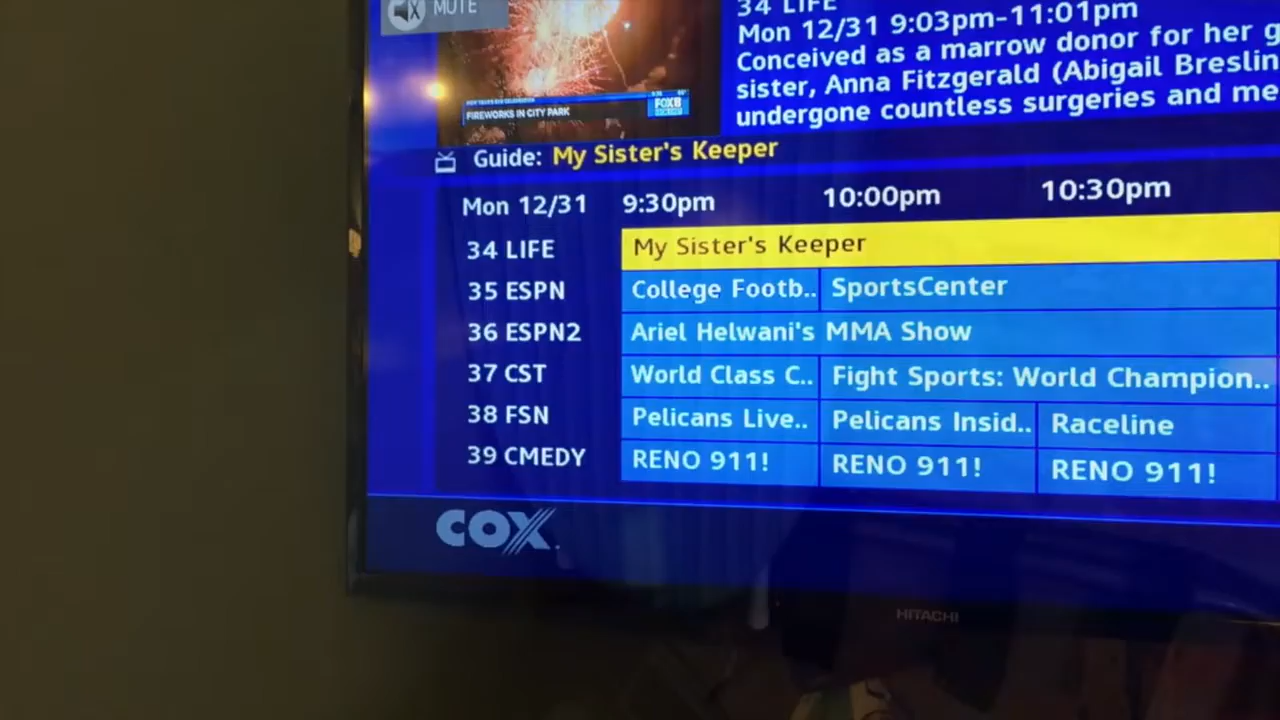 MUTE
34 LIFE
Mon 12/31 9:03pm-11:01pm
Conceived as a marrow donor for her g
sister, Anna Fitzgerald (Abigail Breslin
undergone countless surgeries and me
FIREWORKS IN CITY PARK
FOX8
Guide: My Sister's Keeper
Mon 12/31 9:30pm 10:00pm 10:30pm
34 LIFE My Sister's Keeper
35 ESPN College Footb.. SportsCenter
36 ESPN2 Ariel Helwani's MMA Show
37 CST World Class C.. Fight Sports: World Champion..
38 FSN Pelicans Live.. Pelicans Insid.. Raceline
39 CMEDY RENO 911! RENO 911! RENO 911!
COX
HITACHI